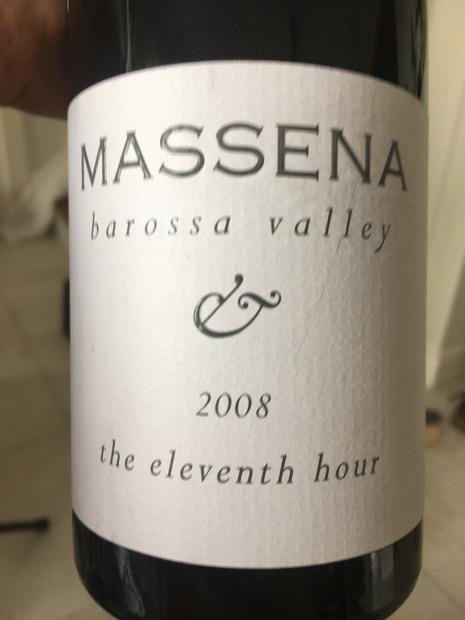 MASSENA
barossa valley
&
2008
the eleventh hour